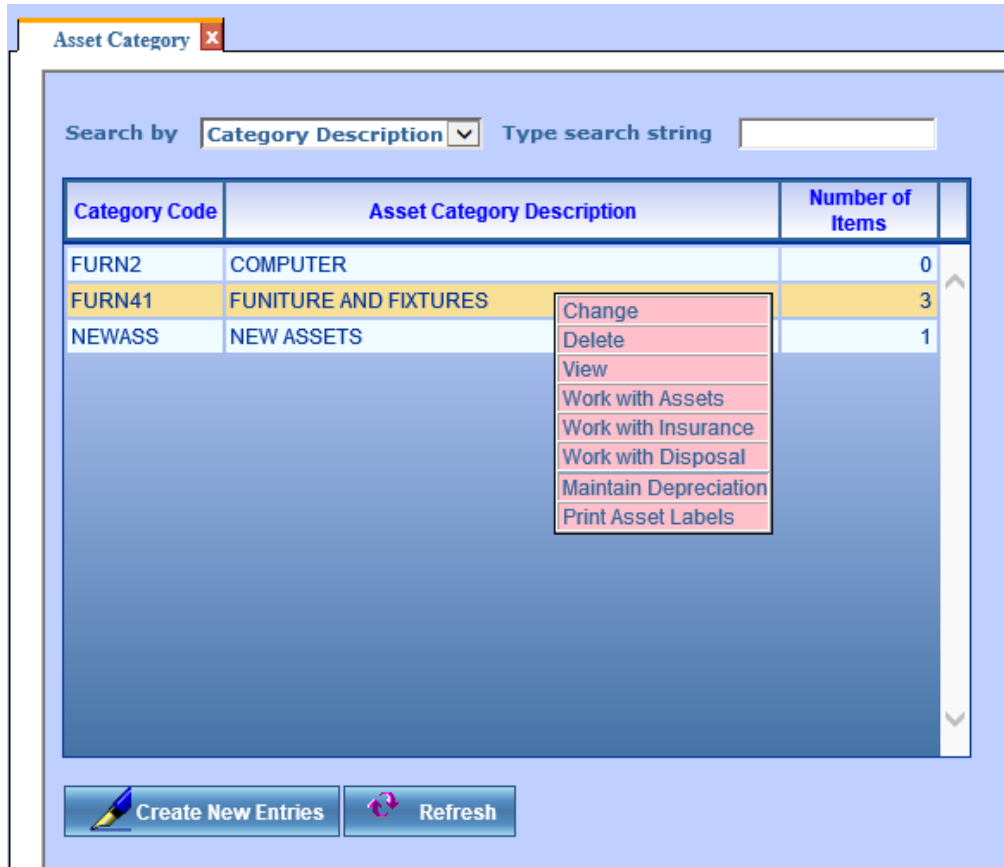 Asset Category X
Search by Category Description Type search string
Category Code Asset Category Description Number of
Items
FURN2 COMPUTER 0
FURN41 FUNITURE AND FIXTURES 3
NEWASS NEW ASSETS 1
Change
Delete
View
Work with Assets
Work with Insurance
Work with Disposal
Maintain Depreciation
Print Asset Labels
Create New Entries Refresh